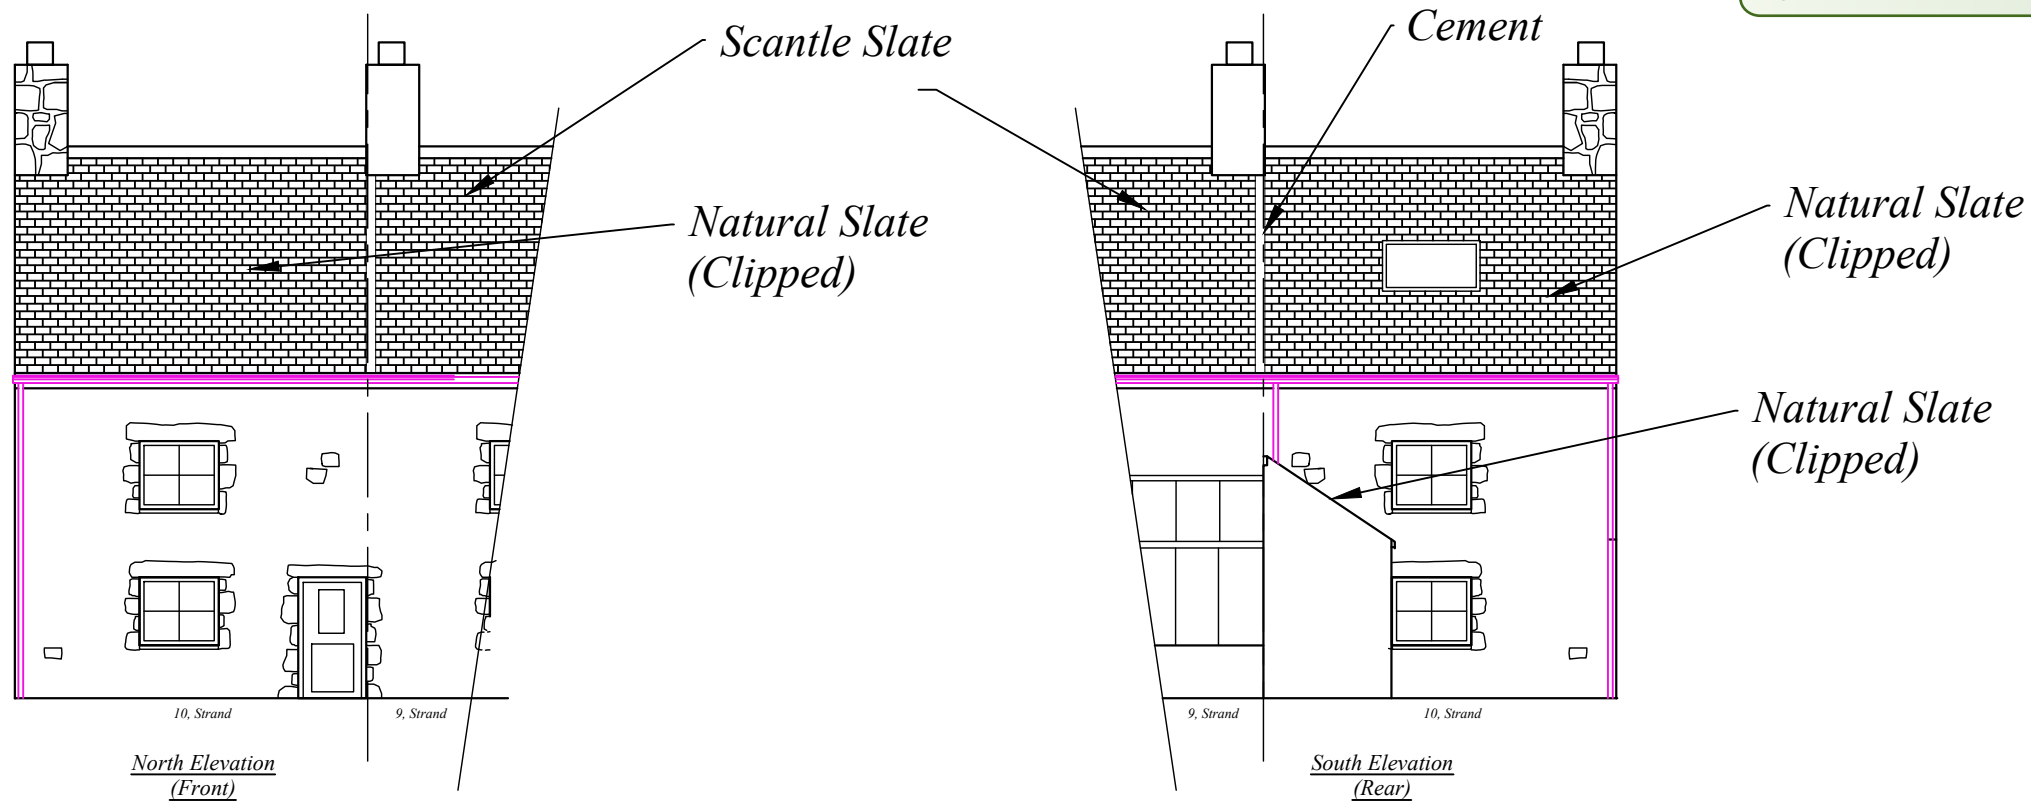 Scantle Slate
Cement
Natural Slate
(Clipped)
Natural Slate
(Clipped)
Natural Slate
(Clipped)
10, Strand
9, Strand
9, Strand
10, Strand
North Elevation
(Front)
South Elevation
(Rear)